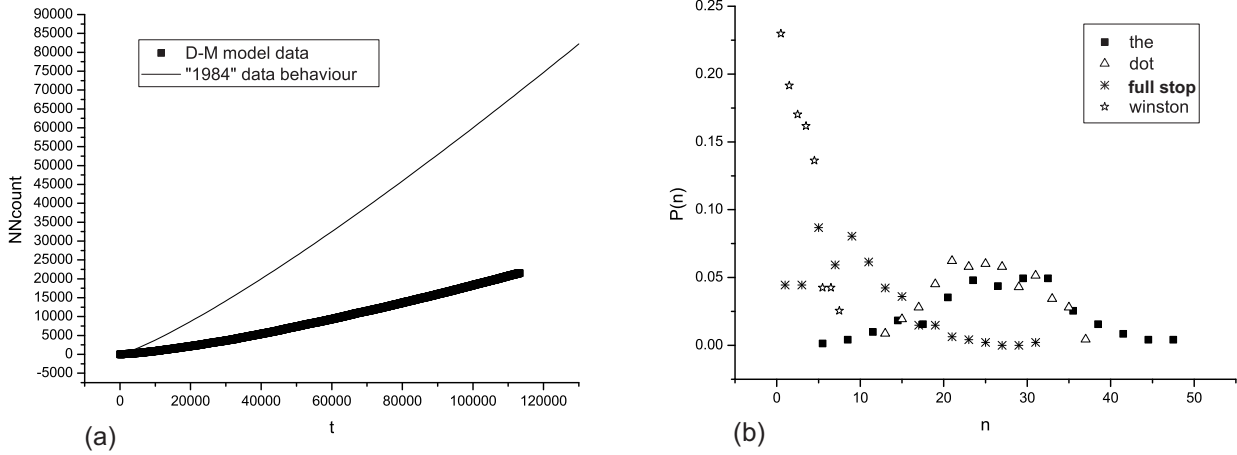 90000
85000
80000
75000
70000
65000
60000
55000
50000
45000
40000
35000
30000
25000
20000
15000
10000
5000
0
-5000
NNcount
D-M model data
"1984" data behaviour
0 20000 40000 60000 80000 100000 120000
t
(a)
0.25
0.20
0.15
0.10
0.05
0.00
P(n)
the
dot
full stop
winston
0 10 20 30 40 50
n
(b)